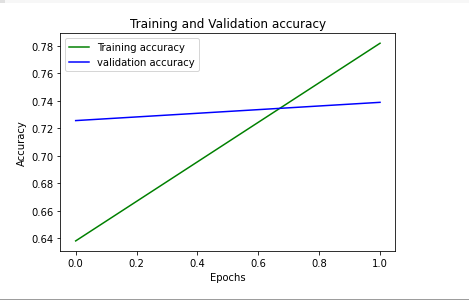 Training and Validation accuracy
Training accuracy
validation accuracy
0.78
0.76
0.74
0.72
0.70
0.68
0.66
0.64
Accuracy
0.0 0.2 0.4 0.6 0.8 1.0
Epochs